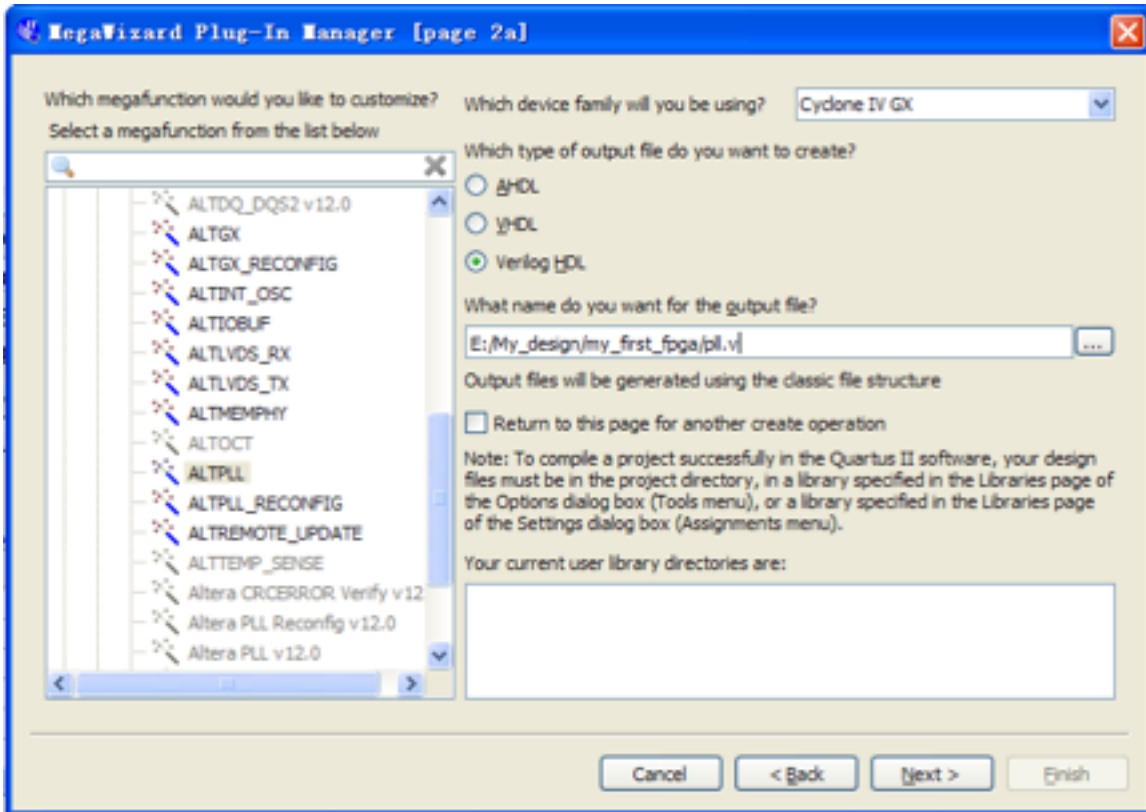 MegaWizard Plug-In Manager [page 2a]
Which megafunction would you like to customize?
Select a megafunction from the list below
ALTDQ_DQS2 v12.0
ALTGX
ALTGX_RECONFIG
ALTINT_OSC
ALTIOBUF
ALTLVDS_RX
ALTLVDS_TX
ALTMEMPHY
ALTOCT
ALTPLL
ALTPLL_RECONFIG
ALTREMOTE_UPDATE
ALTTEMP_SENSE
Altera CRCERROR Verify v12
Altera PLL Reconfig v12.0
Altera PLL v12.0
Which device family will you be using?
Cyclone IV GX
Which type of output file do you want to create?
AHDL
VHDL
Verilog HDL
What name do you want for the output file?
E:/My_design/my_first_fpga/pll.v
...
Output files will be generated using the classic file structure
Return to this page for another create operation
Note: To compile a project successfully in the Quartus II software, your design
files must be in the project directory, in a library specified in the Libraries page of
the Options dialog box (Tools menu), or a library specified in the Libraries page
of the Settings dialog box (Assignments menu).
Your current user library directories are:
Cancel
< Back
Next >
Finish